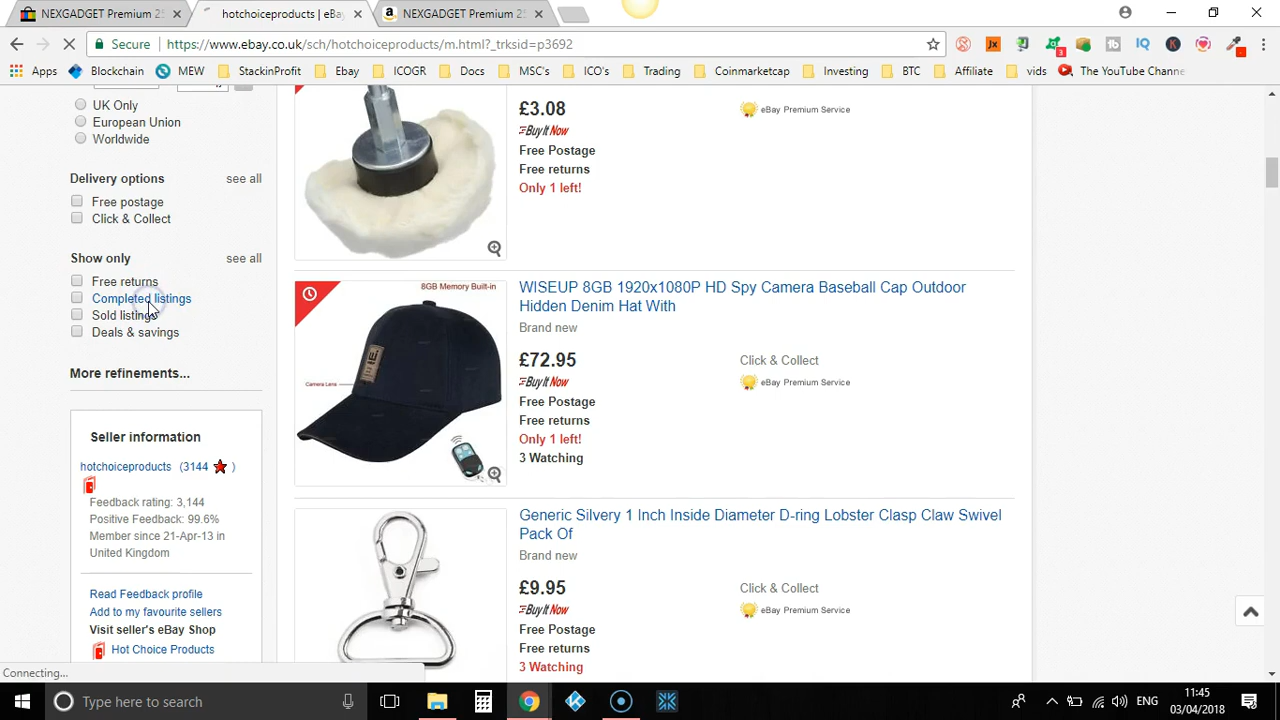 NEXGADGET Premium 25
hotchoiceproducts | eBay
NEXGADGET Premium 25
Secure https://www.ebay.co.uk/sch/hotchoiceproducts/m.html?_trksid=p3692
Apps Blockchain MEW StackinProfit Ebay ICOGR Docs MSC's ICO's Trading Coinmarketcap Investing BTC Affiliate vids The YouTube Chann
UK Only
European Union
Worldwide
Delivery options see all
Free postage
Click & Collect
Show only see all
Free returns
Completed listings
Sold listings
Deals & savings
More refinements...
Seller information
hotchoiceproducts (3144 )
Feedback rating: 3,144
Positive Feedback: 99.6%
Member since 21-Apr-13 in
United Kingdom
Read Feedback profile
Add to my favourite sellers
Visit seller's eBay Shop
Hot Choice Products
£3.08
Buy It Now
Free Postage
Free returns
Only 1 left!
eBay Premium Service
8GB Memory Built-in
Camera Lens
WISEUP 8GB 1920x1080P HD Spy Camera Baseball Cap Outdoor
Hidden Denim Hat With
Brand new
£72.95
Buy It Now
Free Postage
Free returns
Only 1 left!
3 Watching
Click & Collect
eBay Premium Service
Generic Silvery 1 Inch Inside Diameter D-ring Lobster Clasp Claw Swivel
Pack Of
Brand new
£9.95
Buy It Now
Free Postage
Free returns
3 Watching
Click & Collect
eBay Premium Service
Connecting...
Type here to search
ENG
11:45
03/04/2018